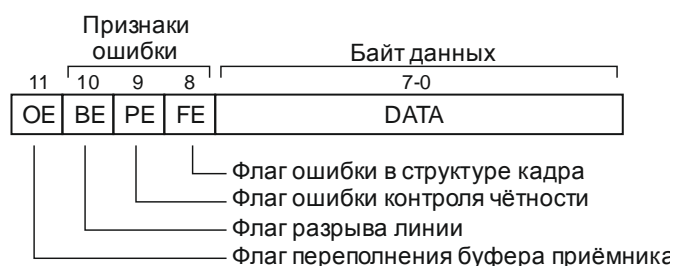 Признаки
ошибки
Байт данных
11 10 9 8 7-0
OE BE PE FE DATA
Флаг ошибки в структуре кадра
Флаг ошибки контроля чётности
Флаг разрыва линии
Флаг переполнения буфера приёмника